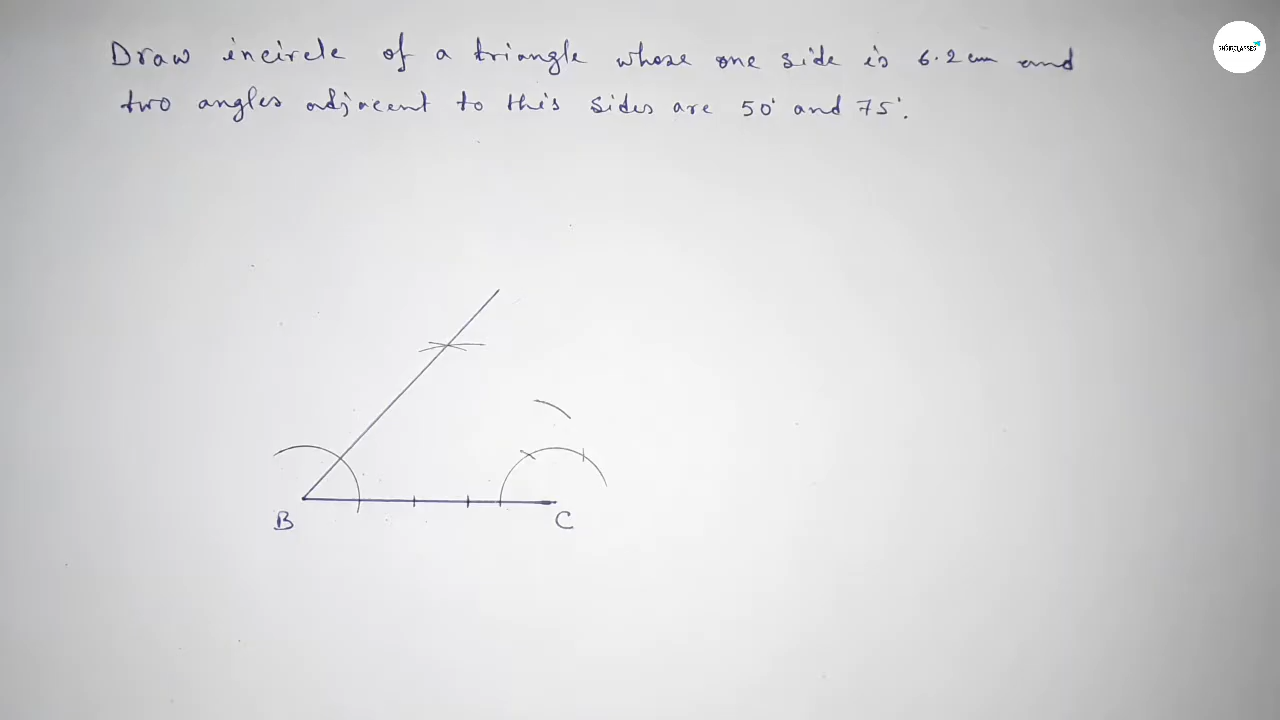 Draw incircle of a triangle whose one side is 6.2 cm and
two angles adjacent to this sides are 50° and 75°.
B
C